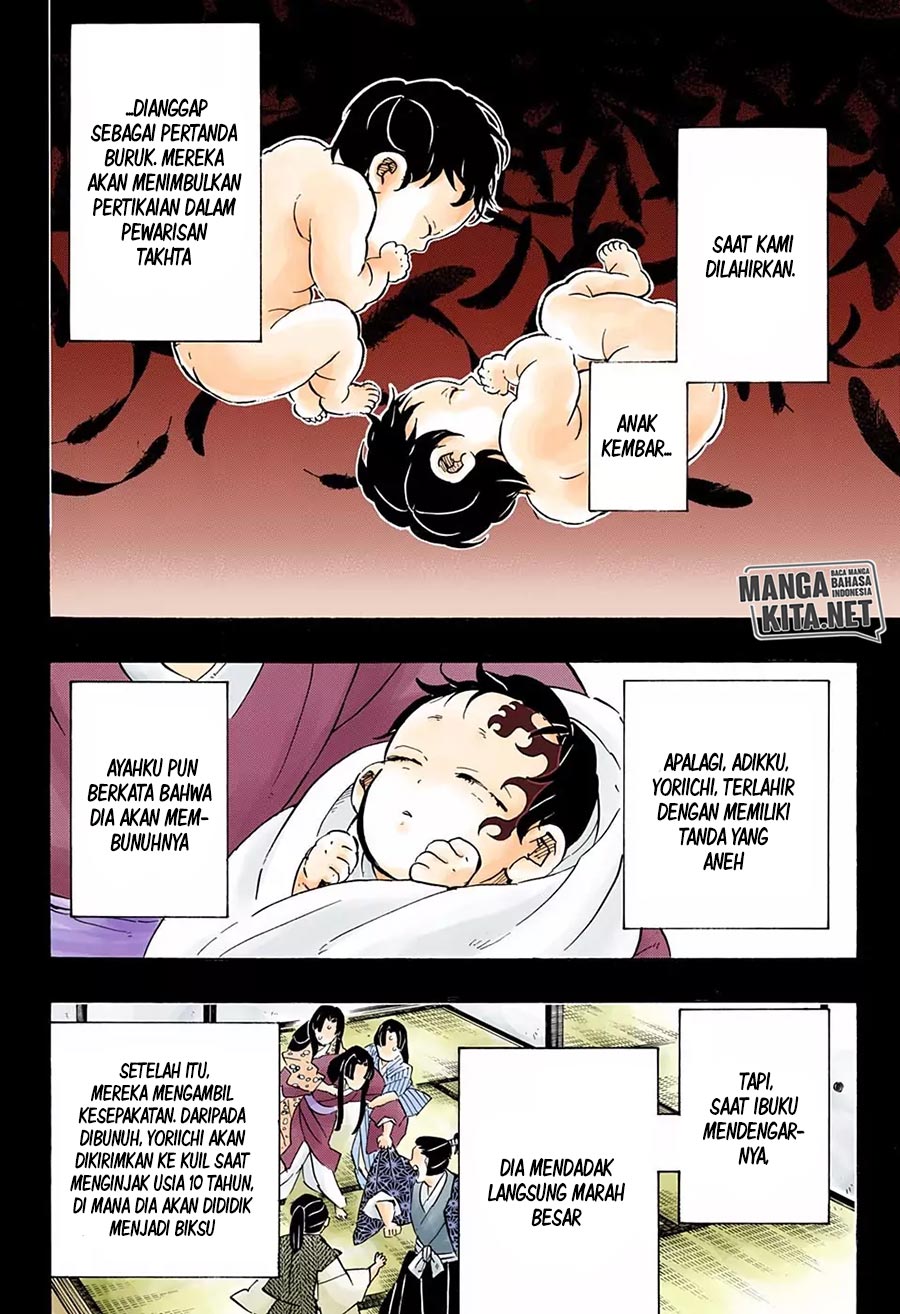 SAAT KAMI
DILAHIRKAN.
ANAK
KEMBAR...
...DIANGGAP
SEBAGAI PERTANDA
BURUK. MEREKA
AKAN MENIMBULKAN
PERTIKAIAN DALAM
PEWARISAN
TAKHTA
MANGA
KITA.NET
BACA MANGA
BAHASA
INDONESIA
APALAGI, ADIKKU,
YORIICHI, TERLAHIR
DENGAN MEMILIKI
TANDA YANG
ANEH
AYAHKU PUN
BERKATA BAHWA
DIA AKAN MEM-
BUNUHNYA
TAPI,
SAAT IBUKU
MENDENGAR-
NYA,
DIA MENDADAK
LANGSUNG MARAH
BESAR
SETELAH ITU,
MEREKA MENGAMBIL
KESEPAKATAN. DARIPADA
DIBUNUH, YORIICHI AKAN
DIKIRIMKAN KE KUIL SAAT
MENGINJAK USIA 10 TAHUN,
DI MANA DIA AKAN DIDIDIK
MENJADI BIKSU